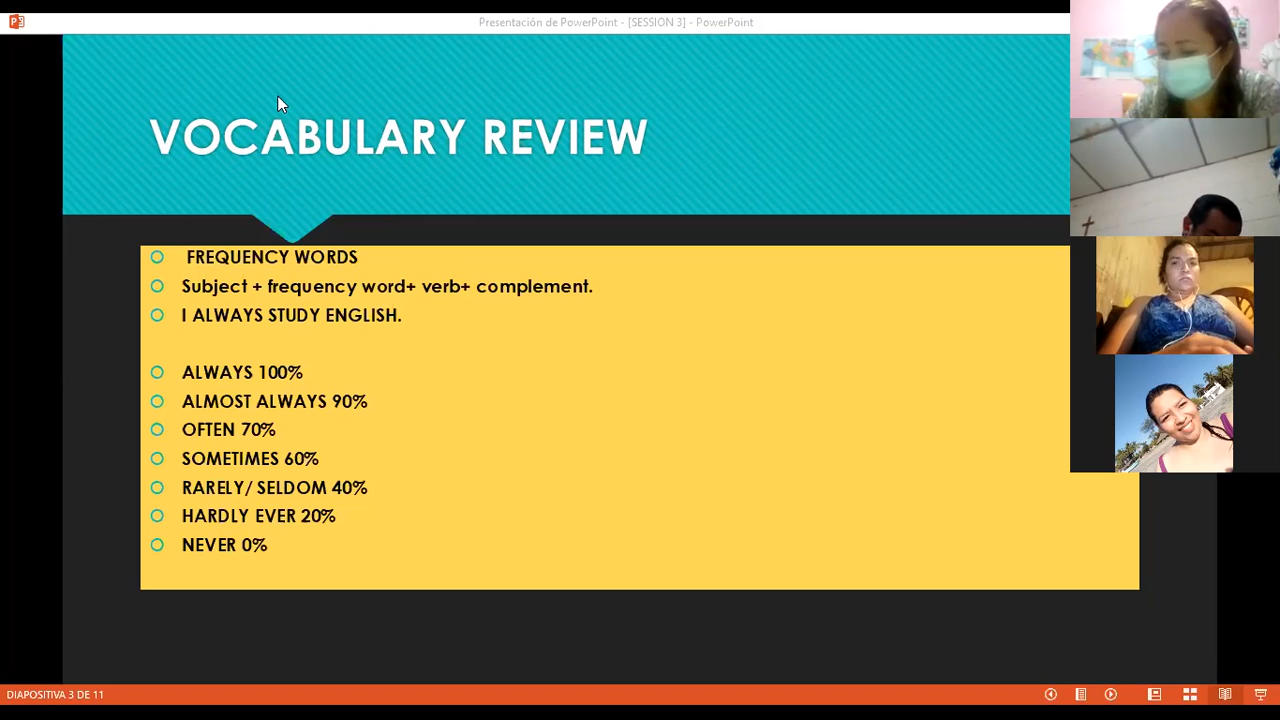 Presentación de PowerPoint - [SESSION 3] - PowerPoint
VOCABULARY REVIEW
FREQUENCY WORDS
Subject + frequency word+ verb+ complement.
I ALWAYS STUDY ENGLISH.
ALWAYS 100%
ALMOST ALWAYS 90%
OFTEN 70%
SOMETIMES 60%
RARELY/ SELDOM 40%
HARDLY EVER 20%
NEVER 0%
DIAPOSITIVA 3 DE 11